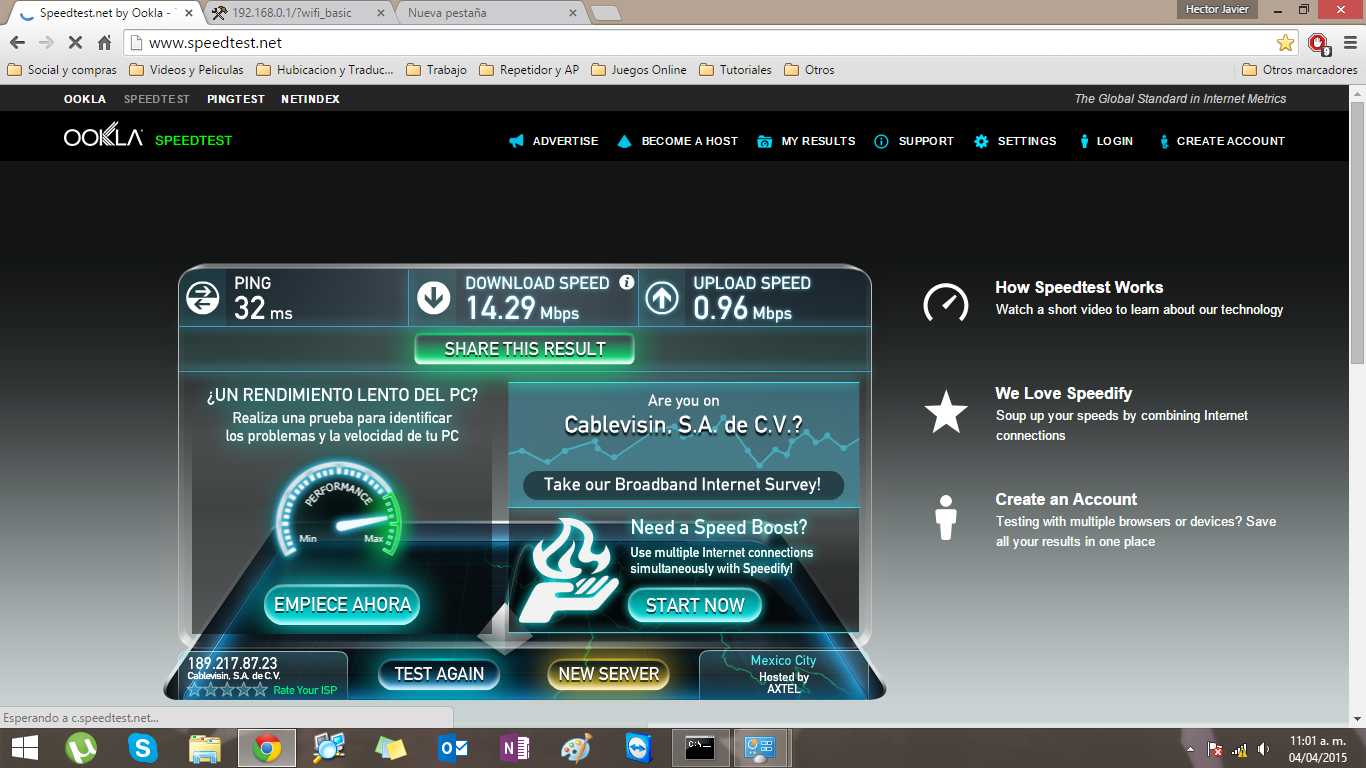 Speedtest.net by Ookla - 
192.168.0.1/?wifi_basic
Nueva pestaña
Hector Javier
www.speedtest.net
9
Social y compras
Videos y Peliculas
Hubicacion y Traduc...
Trabajo
Repetidor y AP
Juegos Online
Tutoriales
Otros
Otros marcadores
OOKLA SPEEDTEST PINGTEST NETINDEX
The Global Standard in Internet Metrics
OOKLA SPEEDTEST
ADVERTISE
BECOME A HOST
MY RESULTS
SUPPORT
SETTINGS
LOGIN
CREATE ACCOUNT
PING
32 ms
DOWNLOAD SPEED
14.29 Mbps
UPLOAD SPEED
0.96 Mbps
SHARE THIS RESULT
¿UN RENDIMIENTO LENTO DEL PC?
Realiza una prueba para identificar
los problemas y la velocidad de tu PC
PERFORMANCE
Min
Max
EMPIECE AHORA
Are you on
Cablevisin, S.A. de C.V.?
Take our Broadband Internet Survey!
Need a Speed Boost?
Use multiple Internet connections
simultaneously with Speedify!
START NOW
How Speedtest Works
Watch a short video to learn about our technology
We Love Speedify
Soup up your speeds by combining Internet
connections
Create an Account
Testing with multiple browsers or devices? Save
all your results in one place
189.217.87.23
Cablevisin, S.A. de C.V.
Rate Your ISP
TEST AGAIN
NEW SERVER
Mexico City
Hosted by
AXTEL
Esperando a c.speedtest.net...
11:01 a. m.
04/04/2015